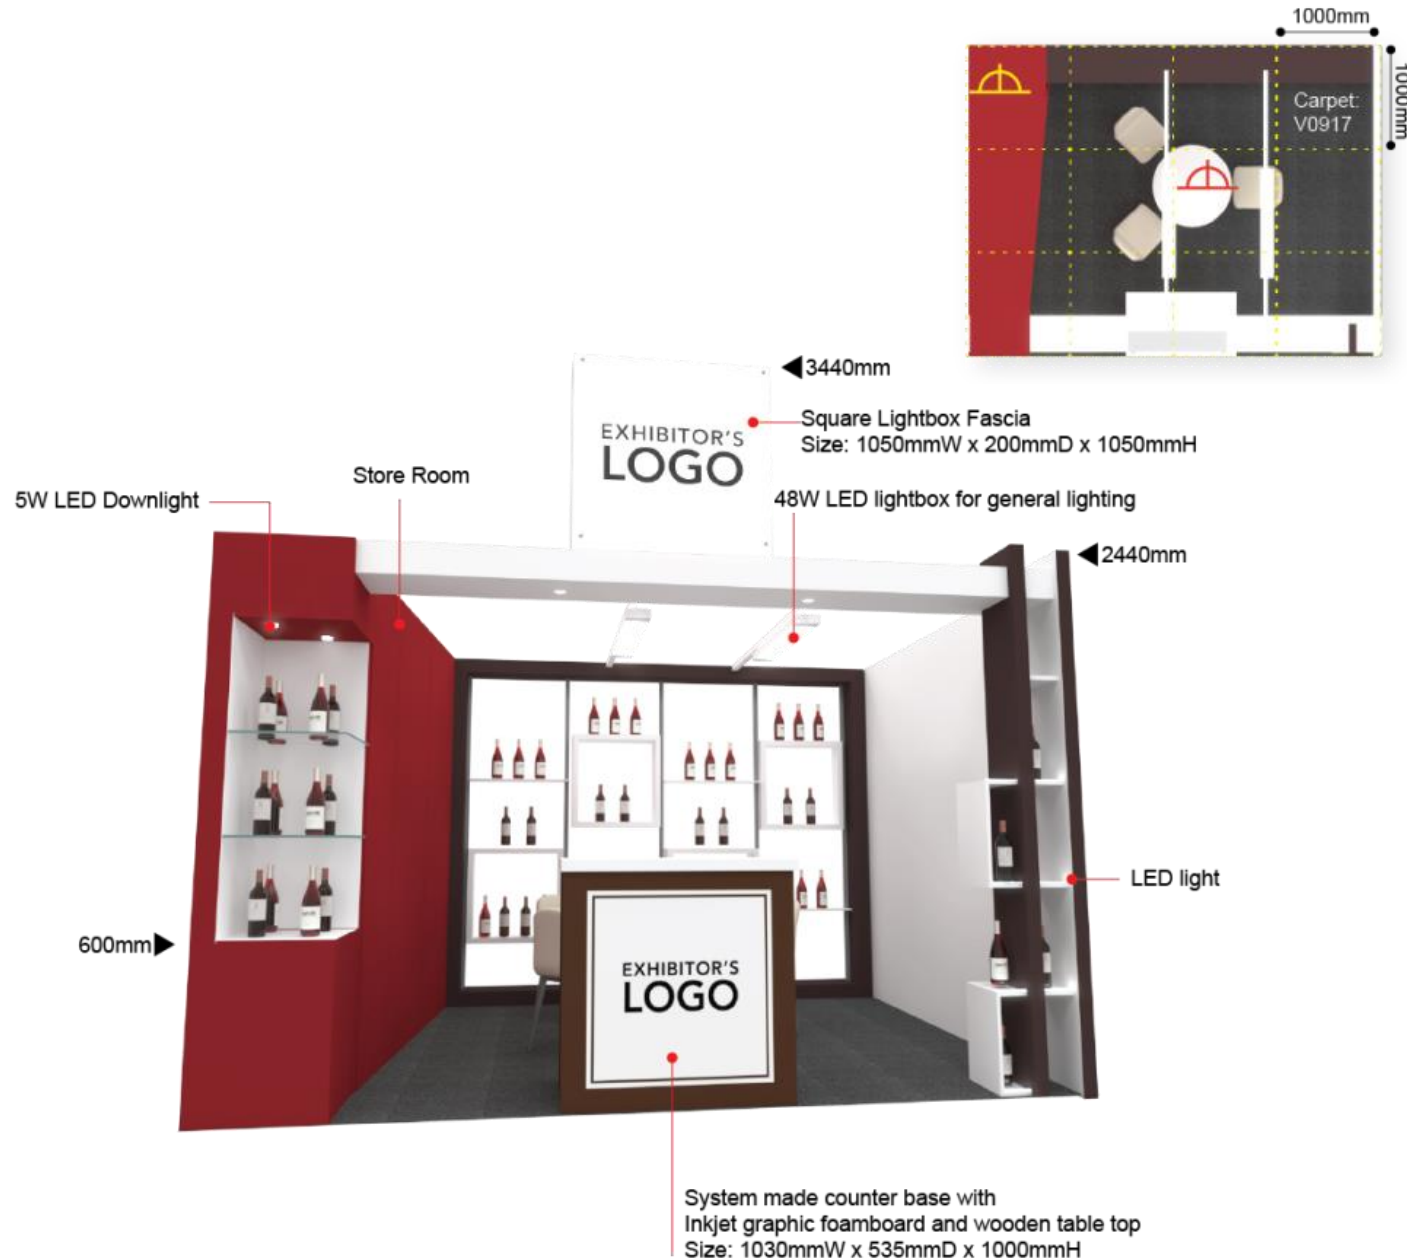 1000mm
1000mm
Carpet:
V0917
3440mm
Square Lightbox Fascia
Size: 1050mmW x 200mmD x 1050mmH
EXHIBITOR'S
LOGO
Store Room
5W LED Downlight
48W LED lightbox for general lighting
2440mm
LED light
600mm
EXHIBITOR'S
LOGO
System made counter base with
Inkjet graphic foamboard and wooden table top
Size: 1030mmW x 535mmD x 1000mmH